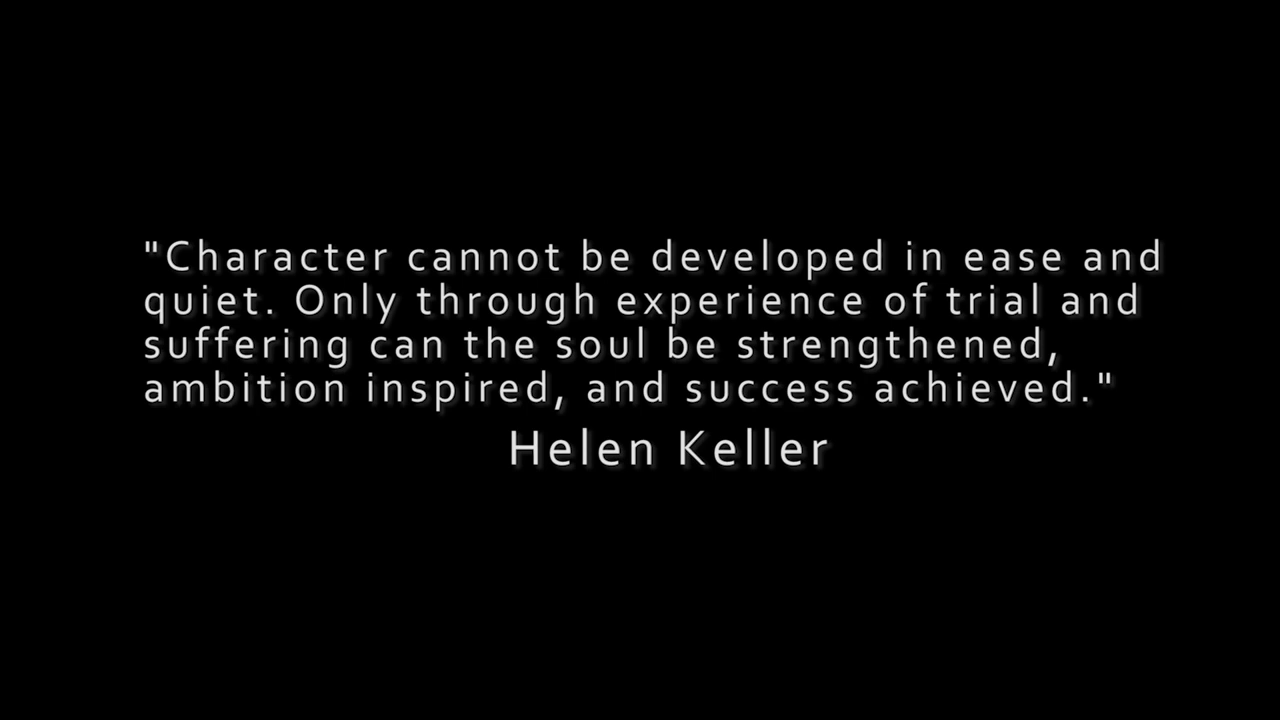 "Character cannot be developed in ease and
quiet. Only through experience of trial and
suffering can the soul be strengthened,
ambition inspired, and success achieved."
Helen Keller